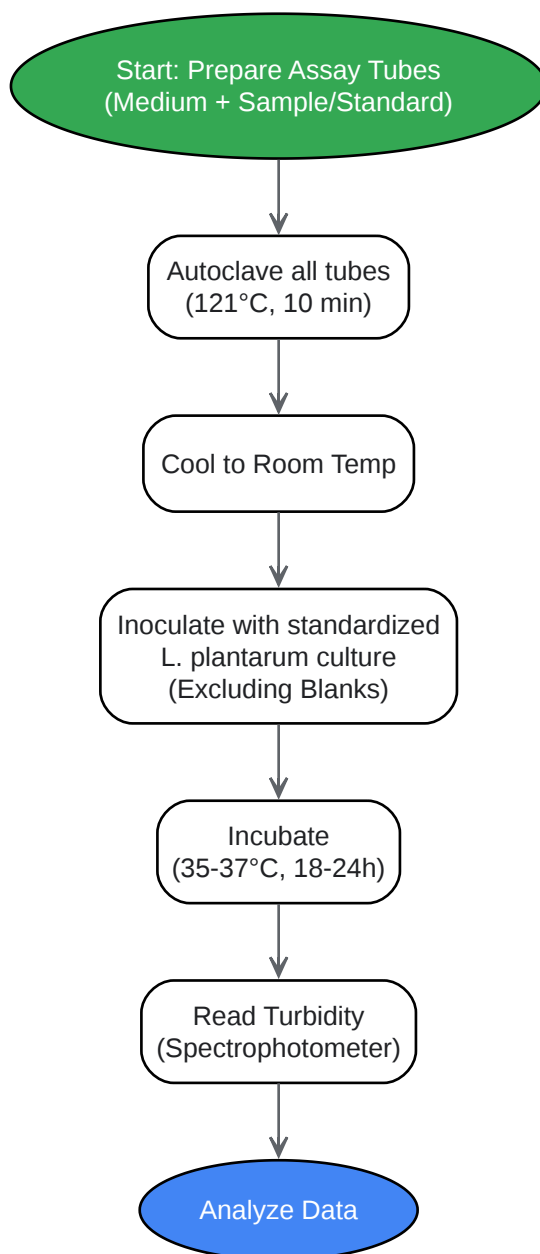 Start: Prepare Assay Tubes
(Medium + Sample/Standard)
Autoclave all tubes
(121°C, 10 min)
Cool to Room Temp
Inoculate with standardized
L. plantarum culture
(Excluding Blanks)
Incubate
(35-37°C, 18-24h)
Read Turbidity
(Spectrophotometer)
Analyze Data